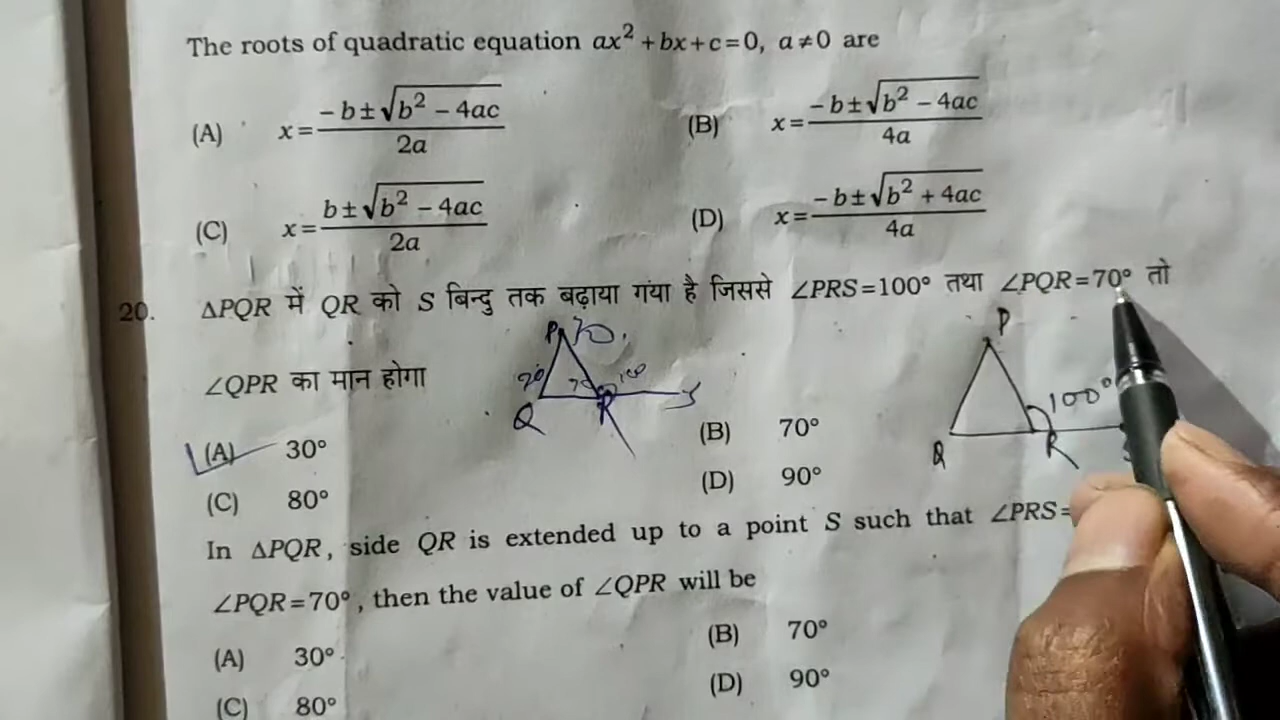 The roots of quadratic equation ax² + bx + c = 0, a ≠ 0 are
(A) x = (-b ± √(b² - 4ac)) / 2a (B) x = (-b ± √(b² - 4ac)) / 4a
(C) x = (b ± √(b² - 4ac)) / 2a (D) x = (-b ± √(b² + 4ac)) / 4a
20. ΔPQR में QR को S बिन्दु तक बढ़ाया गया है जिससे ∠PRS=100° तथा ∠PQR=70° तो
P P
∠QPR का मान होगा
100°
Q R S Q R
(A) 30° (B) 70°
(C) 80° (D) 90°
In ΔPQR, side QR is extended up to a point S such that ∠PRS=
∠PQR=70°, then the value of ∠QPR will be
(A) 30° (B) 70°
(C) 80° (D) 90°